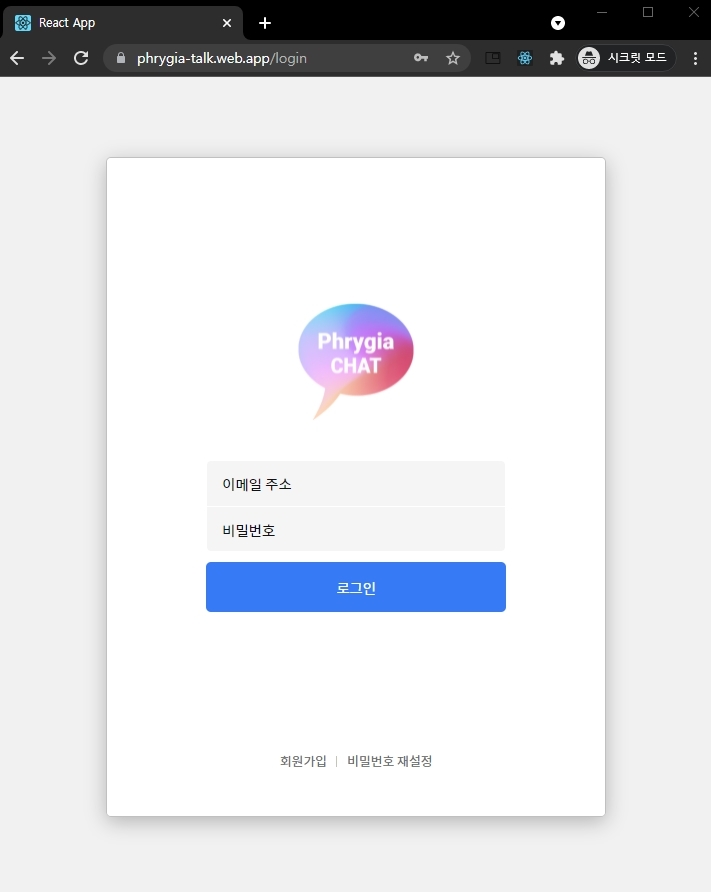 React App
phrygia-talk.web.app/login
시크릿 모드
Phrygia
CHAT
이메일 주소
비밀번호
로그인
회원가입 | 비밀번호 재설정